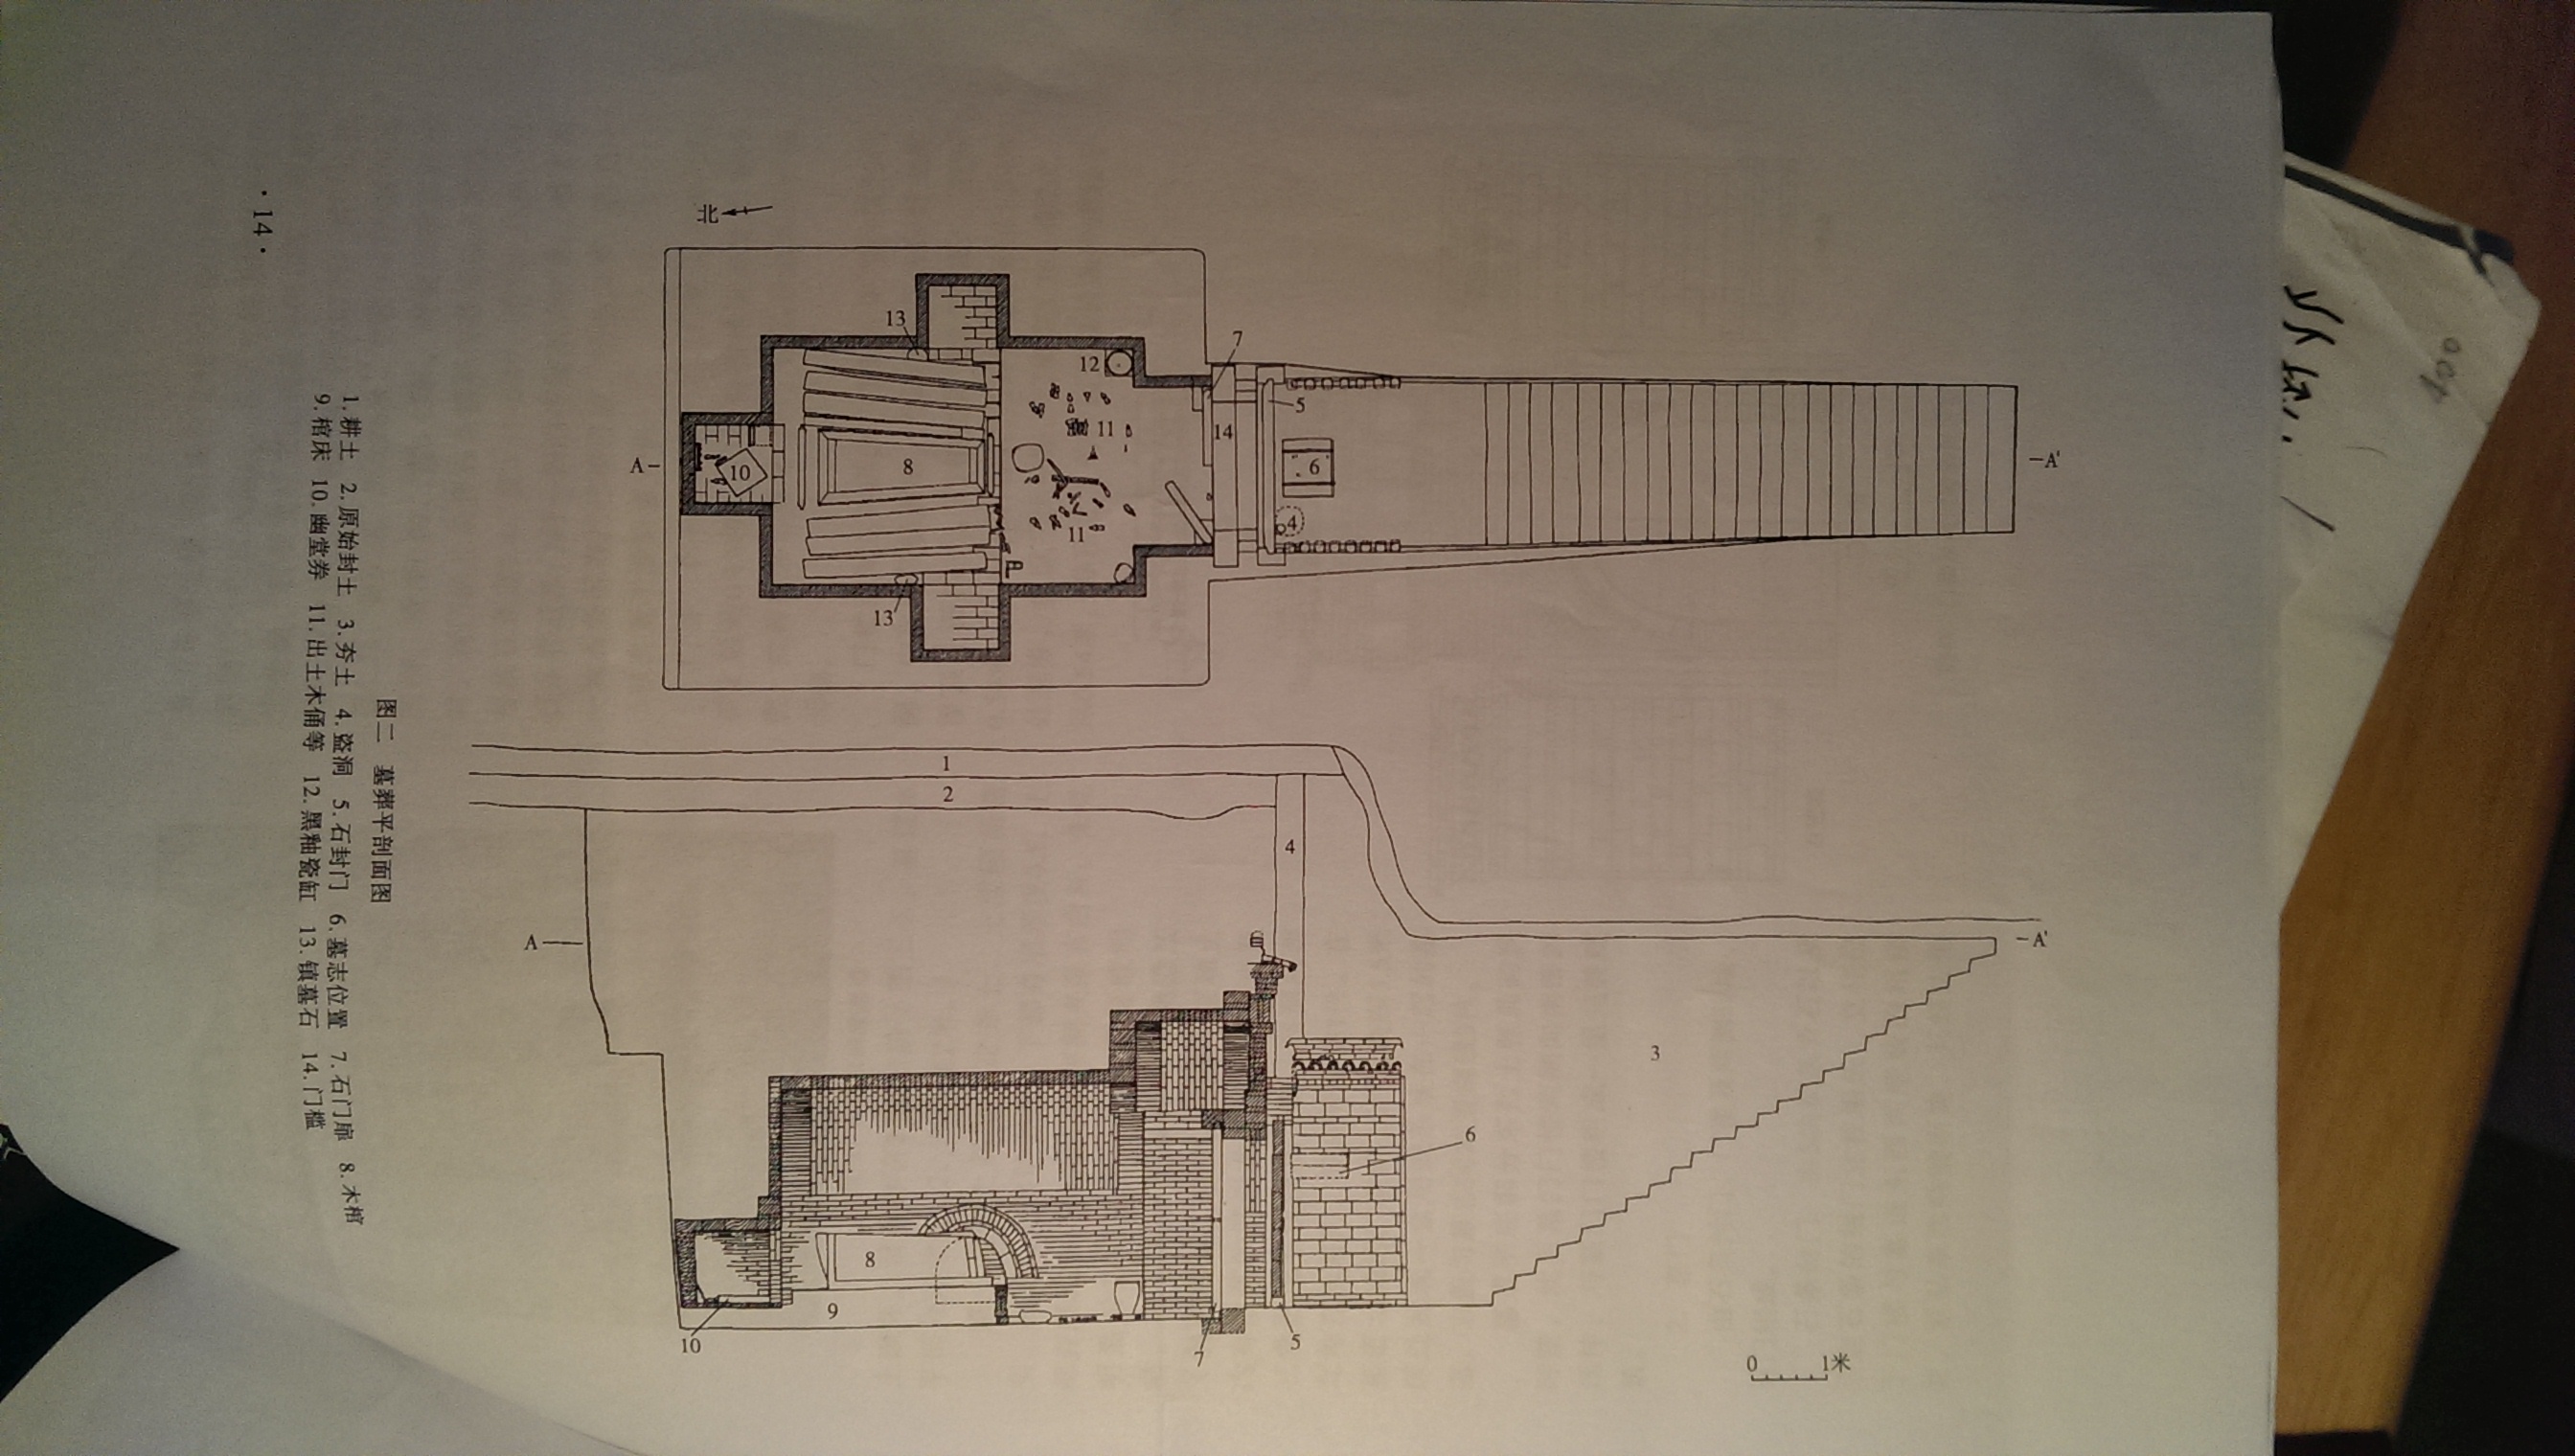 北
13
7
12
5
11
14
A
10
8
6
A'
4
11
13
1
2
4
A
A'
3
6
8
9
10
7
5
0 1米
图二 墓葬平剖面图
1. 耕土 2. 原始封土 3. 夯土 4. 盗洞 5. 石封门 6. 墓志位置 7. 石门扉 8. 木棺
9. 棺床 10. 幽堂券 11. 出土木俑等 12. 黑釉瓷缸 13. 镇墓石 14. 门槛
· 14 ·